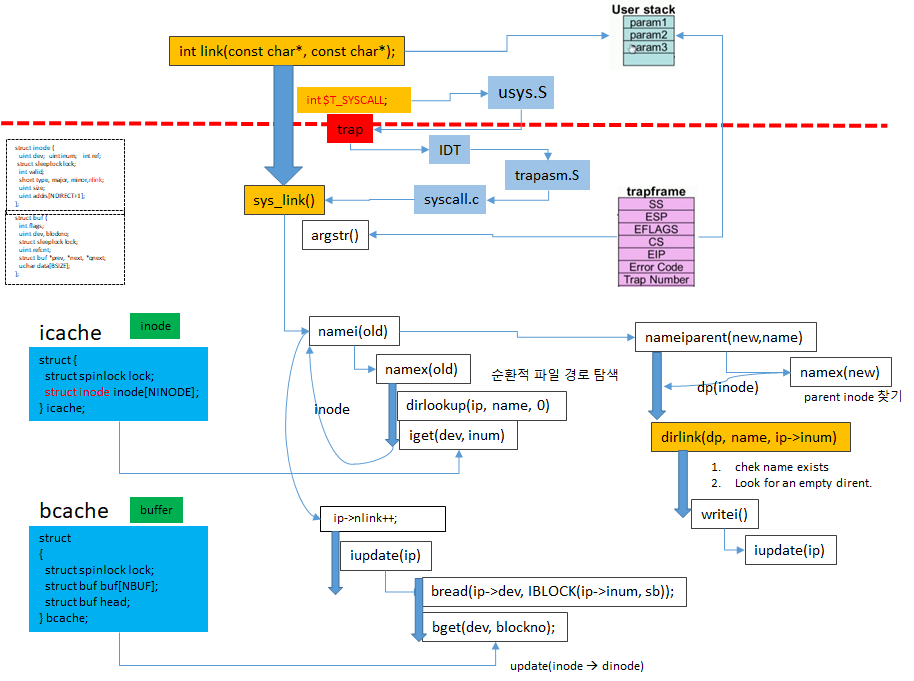 User stack
param1
param2
param3
int link(const char*, const char*);
int $T_SYSCALL;
usys.S
trap
IDT
trapasm.S
syscall.c
sys_link()
argstr()
trapframe
SS
ESP
EFLAGS
CS
EIP
Error Code
Trap Number
struct inode {
uint dev; uint inum; int ref;
struct sleeplock lock;
int valid;
short type, major, minor,nlink;
uint size;
uint addrs[NDIRECT+1];
};
struct buf {
int flags;
uint dev, blockno;
struct sleeplock lock;
uint refcnt;
struct buf *prev, *next, *qnext;
uchar data[BSIZE];
};
icache
inode
struct {
struct spinlock lock;
struct inode inode[NINODE];
} icache;
namei(old)
namex(old)
순환적 파일 경로 탐색
dirlookup(ip, name, 0)
iget(dev, inum)
inode
nameiparent(new,name)
namex(new)
dp(inode)
parent inode 찾기
dirlink(dp, name, ip->inum)
1. chek name exists
2. Look for an empty dirent.
writei()
iupdate(ip)
bcache
buffer
struct
{
struct spinlock lock;
struct buf buf[NBUF];
struct buf head;
} bcache;
ip->nlink++;
iupdate(ip)
bread(ip->dev, IBLOCK(ip->inum, sb));
bget(dev, blockno);
update(inode → dinode)